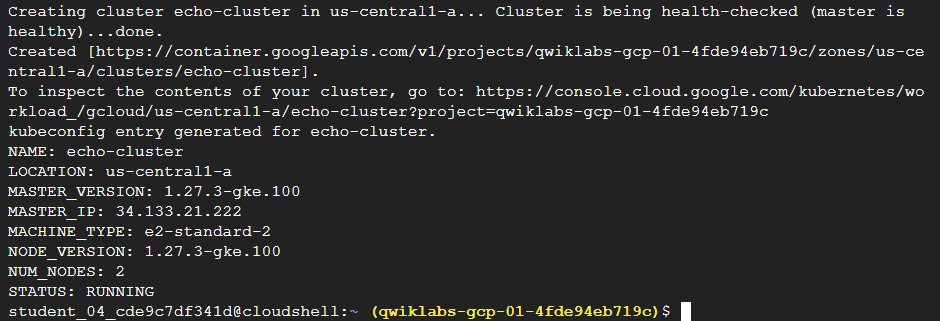 Creating cluster echo-cluster in us-central1-a... Cluster is being health-checked (master is
healthy)...done.
Created [https://container.googleapis.com/v1/projects/qwiklabs-gcp-01-4fde94eb719c/zones/us-ce
ntral1-a/clusters/echo-cluster].
To inspect the contents of your cluster, go to: https://console.cloud.google.com/kubernetes/wo
rkload_/gcloud/us-central1-a/echo-cluster?project=qwiklabs-gcp-01-4fde94eb719c
kubeconfig entry generated for echo-cluster.
NAME: echo-cluster
LOCATION: us-central1-a
MASTER_VERSION: 1.27.3-gke.100
MASTER_IP: 34.133.21.222
MACHINE_TYPE: e2-standard-2
NODE_VERSION: 1.27.3-gke.100
NUM_NODES: 2
STATUS: RUNNING
student_04_cde9c7df341d@cloudshell:~ (qwiklabs-gcp-01-4fde94eb719c)$